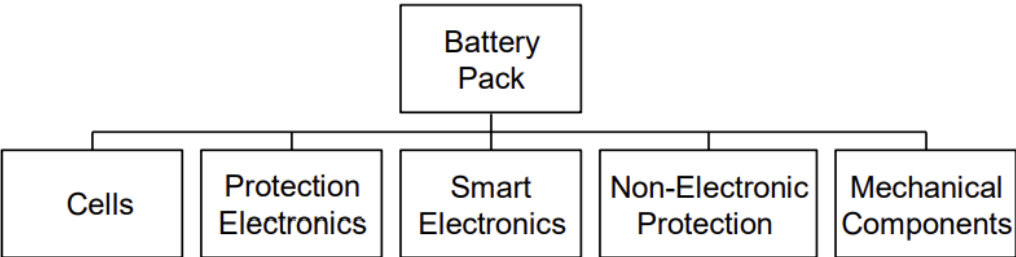 Battery
Pack
Cells
Protection
Electronics
Smart
Electronics
Non-Electronic
Protection
Mechanical
Components